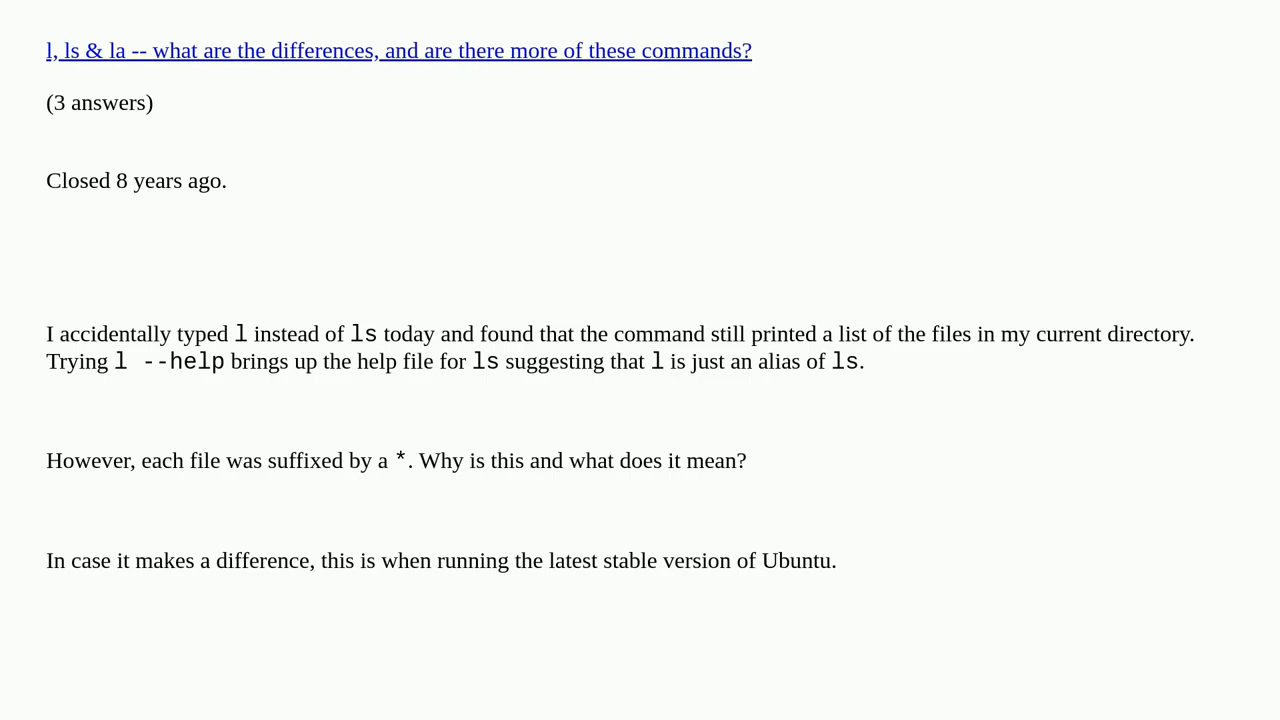 l, ls & la -- what are the differences, and are there more of these commands?
(3 answers)
Closed 8 years ago.
I accidentally typed l instead of ls today and found that the command still printed a list of the files in my current directory.
Trying l --help brings up the help file for ls suggesting that l is just an alias of ls.
However, each file was suffixed by a *. Why is this and what does it mean?
In case it makes a difference, this is when running the latest stable version of Ubuntu.